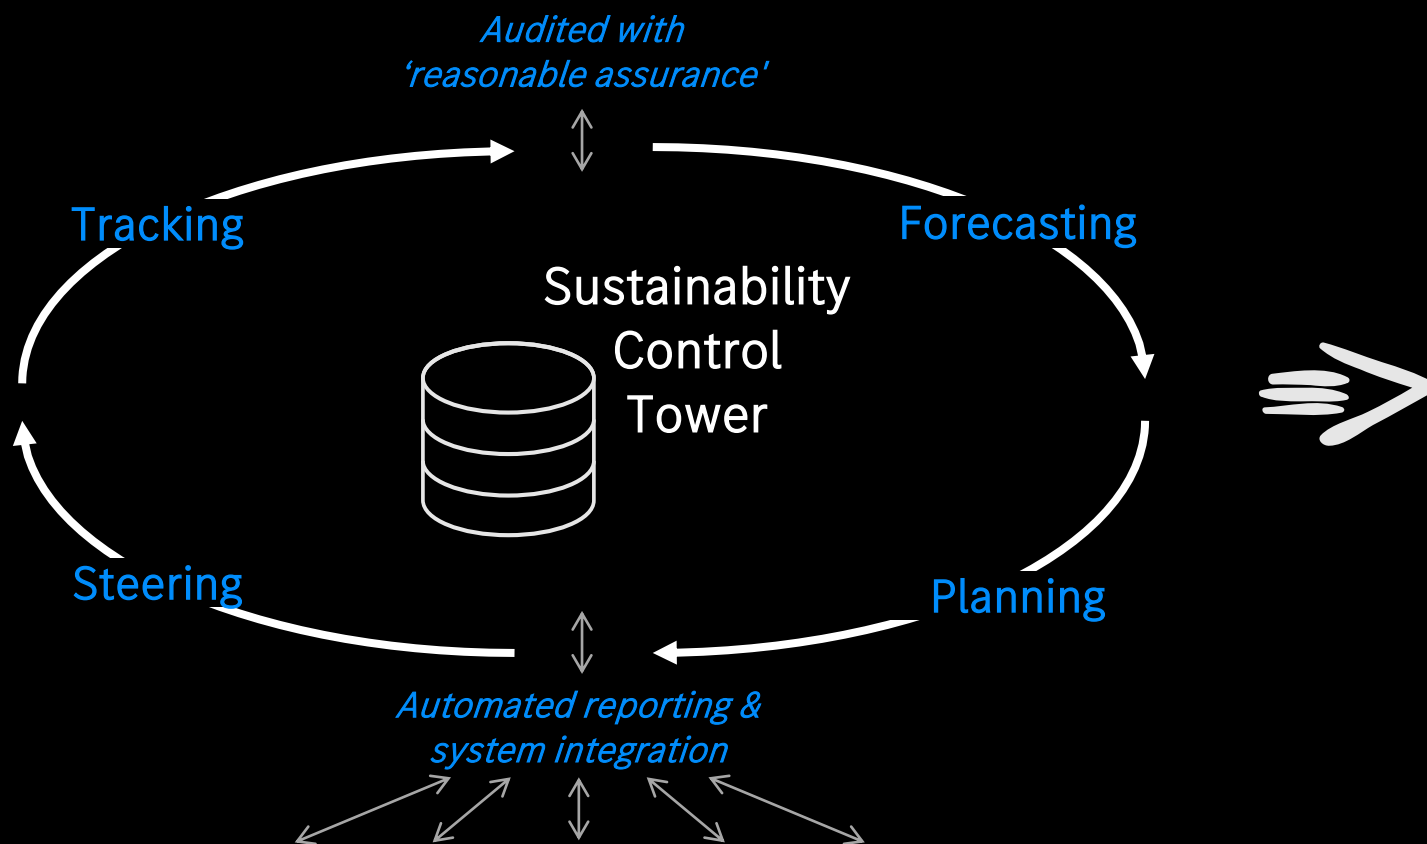 Audited with
‘reasonable assurance'
Tracking
Forecasting
Sustainability
Control
Tower
Steering
Planning
Automated reporting &
system integration